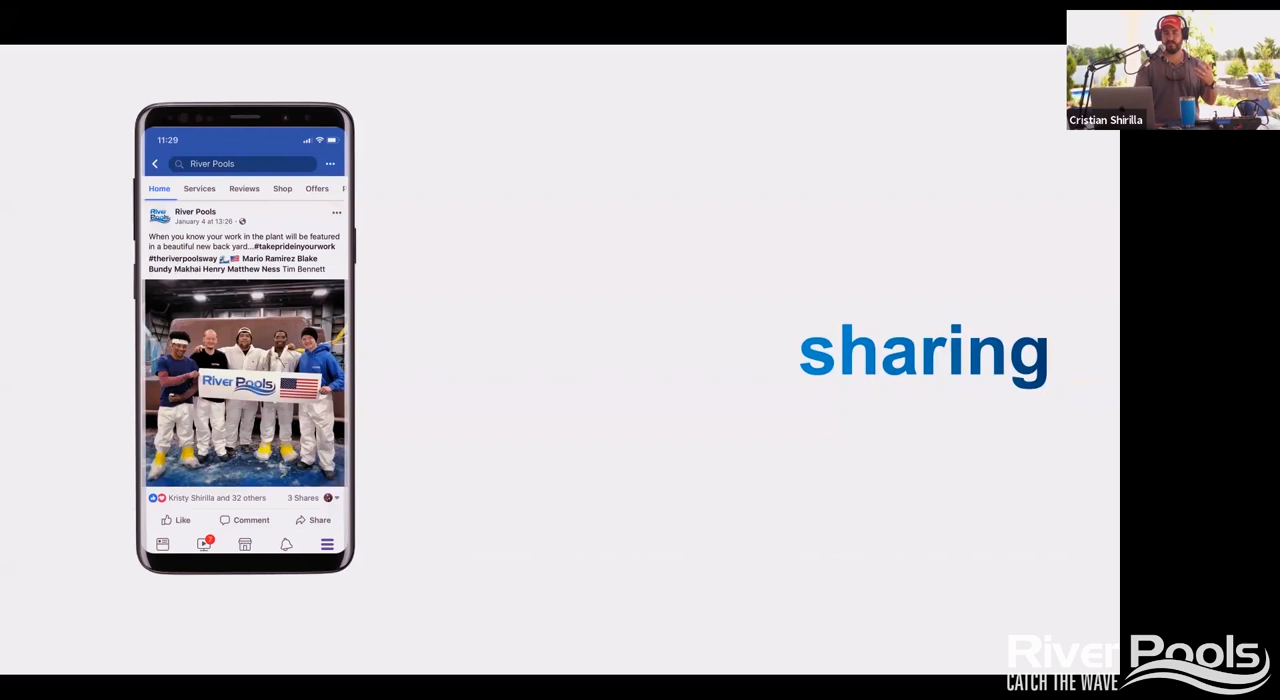 Cristian Shirilla
11:29
River Pools
Home Services Reviews Shop Offers P
River Pools
River Pools
January 4 at 13:26 ·
When you know your work in the plant will be featured
in a beautiful new back yard...#takeprideinyourwork
#theriverpoolsway Mario Ramirez Blake
Bundy Makhai Henry Matthew Ness Tim Bennett
River Pools
Kristy Shirilla and 32 others 3 Shares
Like Comment Share
7
sharing
River Pools
CATCH THE WAVE